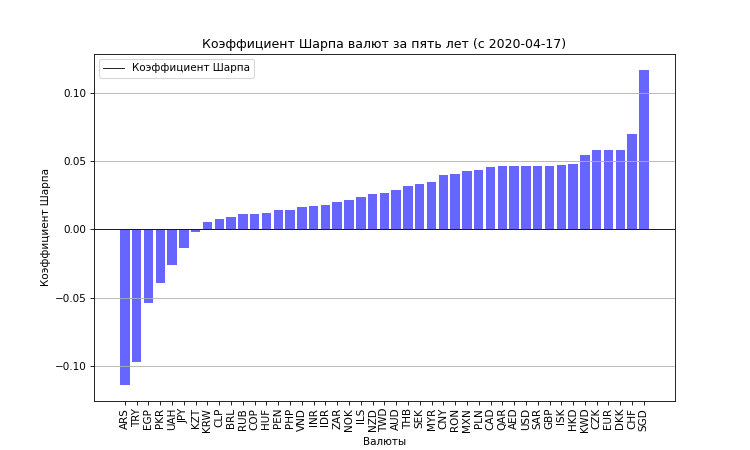 Коэффициент Шарпа валют за пять лет (с 2020-04-17)
Коэффициент Шарпа
0.10
0.05
0.00
−0.05
−0.10
Коэффициент Шарпа
ARS TRY EGP PKR UAH JPY KZT KRW CLP BRL RUB COP HUF PEN PHP VND INR IDR ZAR NOK ILS NZD TWD AUD THB SEK MYR CNY RON MXN PLN CAD QAR AED USD SAR GBP ISK HKD KWD CZK EUR DKK CHF SGD
Валюты